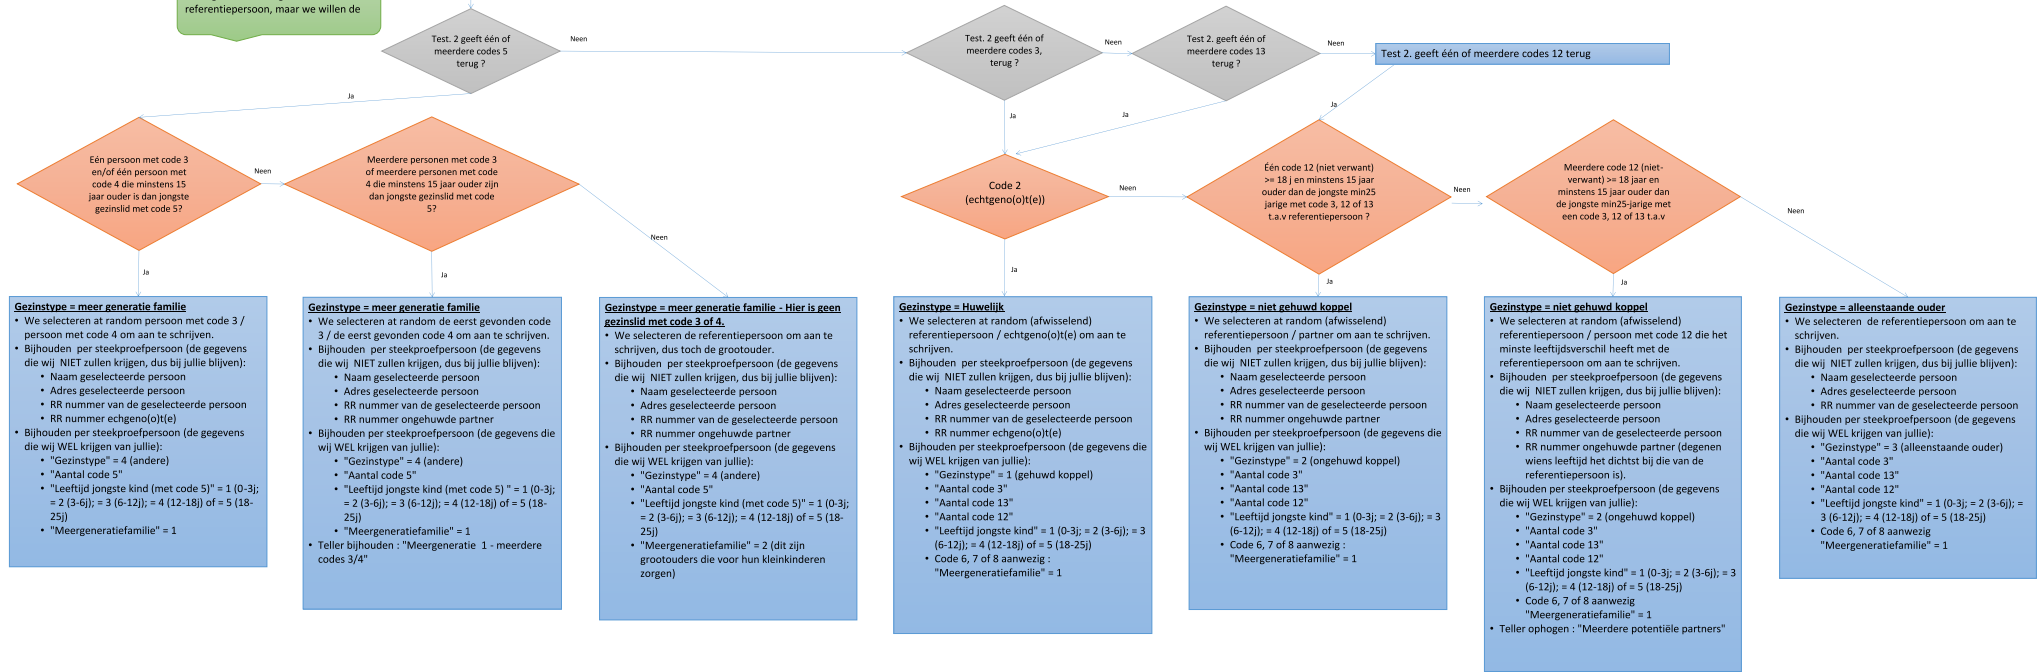 referentiepersoon, maar we willen de
Test. 2 geeft één of
meerdere codes 5
terug ?
Neen
Test. 2 geeft één of
meerdere codes 3,
terug ?
Neen
Test 2. geeft één of
meerdere codes 13
terug ?
Neen
Test 2. geeft één of meerdere codes 12 terug
Ja
Ja
Ja
Ja
Eén persoon met code 3
en/of één persoon met
code 4 die minstens 15
jaar ouder is dan jongste
gezinslid met code 5?
Neen
Meerdere personen met code 3
of meerdere personen met code
4 die minstens 15 jaar ouder zijn
dan jongste gezinslid met code
5?
Neen
Code 2
(echtgeno(o)t(e))
Neen
Één code 12 (niet verwant)
>= 18 j en minstens 15 jaar
ouder dan de jongste min25
jarige met code 3, 12 of 13
t.a.v referentiepersoon ?
Neen
Meerdere code 12 (niet-
verwant) >= 18 jaar en
minstens 15 jaar ouder dan
de jongste min25-jarige met
een code 3, 12 of 13 t.a.v
Neen
Ja
Ja
Ja
Ja
Ja
Gezinstype = meer generatie familie
• We selecteren at random persoon met code 3 /
persoon met code 4 om aan te schrijven.
• Bijhouden per steekproefpersoon (de gegevens
die wij NIET zullen krijgen, dus bij jullie blijven):
• Naam geselecteerde persoon
• Adres geselecteerde persoon
• RR nummer van de geselecteerde persoon
• RR nummer echgeno(o)t(e)
• Bijhouden per steekproefpersoon (de gegevens
die wij WEL krijgen van jullie):
• "Gezinstype" = 4 (andere)
• "Aantal code 5"
• "Leeftijd jongste kind (met code 5)" = 1 (0-3j;
= 2 (3-6j); = 3 (6-12j); = 4 (12-18j) of = 5 (18-
25j)
• "Meergeneratiefamilie" = 1
Gezinstype = meer generatie familie
• We selecteren at random de eerst gevonden code
3 / de eerst gevonden code 4 om aan te schrijven.
• Bijhouden per steekproefpersoon (de gegevens
die wij NIET zullen krijgen, dus bij jullie blijven):
• Naam geselecteerde persoon
• Adres geselecteerde persoon
• RR nummer van de geselecteerde persoon
• RR nummer ongehuwde partner
• Bijhouden per steekproefpersoon (de gegevens die
wij WEL krijgen van jullie):
• "Gezinstype" = 4 (andere)
• "Aantal code 5"
• "Leeftijd jongste kind (met code 5) " = 1 (0-3j;
= 2 (3-6j); = 3 (6-12j); = 4 (12-18j) of = 5 (18-
25j)
• "Meergeneratiefamilie" = 1
• Teller bijhouden : "Meergeneratie 1 - meerdere
codes 3/4"
Gezinstype = meer generatie familie - Hier is geen
gezinslid met code 3 of 4.
• We selecteren de referentiepersoon om aan te
schrijven, dus toch de grootouder.
• Bijhouden per steekproefpersoon (de gegevens
die wij NIET zullen krijgen, dus bij jullie blijven):
• Naam geselecteerde persoon
• Adres geselecteerde persoon
• RR nummer van de geselecteerde persoon
• RR nummer ongehuwde partner
• Bijhouden per steekproefpersoon (de gegevens
die wij WEL krijgen van jullie):
• "Gezinstype = 4 (andere)
• "Aantal code 5"
• "Leeftijd jongste kind (met code 5)" = 1 (0-3j;
= 2 (3-6j); = 3 (6-12j); = 4 (12-18j) of = 5 (18-
25j)
• "Meergeneratiefamilie" = 2 (dit zijn
grootouders die voor hun kleinkinderen
zorgen)
Gezinstype = Huwelijk
• We selecteren at random (afwisselend)
referentiepersoon / echtgeno(o)t(e) om aan te
schrijven.
• Bijhouden per steekproefpersoon (de gegevens
die wij NIET zullen krijgen, dus bij jullie blijven):
• Naam geselecteerde persoon
• Adres geselecteerde persoon
• RR nummer van de geselecteerde persoon
• RR nummer echgeno(o)t(e)
• Bijhouden per steekproefpersoon (de gegevens die
wij WEL krijgen van jullie):
• "Gezinstype" = 1 (gehuwd koppel)
• "Aantal code 3"
• "Aantal code 13"
• "Aantal code 12"
• "Leeftijd jongste kind" = 1 (0-3j; = 2 (3-6j); = 3
(6-12j); = 4 (12-18j) of = 5 (18-25j)
• Code 6, 7 of 8 aanwezig :
"Meergeneratiefamilie" = 1
Gezinstype = niet gehuwd koppel
• We selecteren at random (afwisselend)
referentiepersoon / partner om aan te schrijven.
• Bijhouden per steekproefpersoon (de gegevens
die wij NIET zullen krijgen, dus bij jullie blijven):
• Naam geselecteerde persoon
• Adres geselecteerde persoon
• RR nummer van de geselecteerde persoon
• RR nummer ongehuwde partner
• Bijhouden per steekproefpersoon (de gegevens die
wij WEL krijgen van jullie):
• "Gezinstype" = 2 (ongehuwd koppel)
• "Aantal code 3"
• "Aantal code 13"
• "Aantal code 12"
• "Leeftijd jongste kind" = 1 (0-3j; = 2 (3-6j); = 3
(6-12j); = 4 (12-18j) of = 5 (18-25j)
• Code 6, 7 of 8 aanwezig :
"Meergeneratiefamilie" = 1
Gezinstype = niet gehuwd koppel
• We selecteren at random (afwisselend)
referentiepersoon / persoon met code 12 die het
minste leeftijdsverschil heeft met de
referentiepersoon om aan te schrijven.
• Bijhouden per steekproefpersoon (de gegevens
die wij NIET zullen krijgen, dus bij jullie blijven):
• Naam geselecteerde persoon
• Adres geselecteerde persoon
• RR nummer van de geselecteerde persoon
• RR nummer ongehuwde partner (degenen
wiens leeftijd het dichtst bij die van de
referentiepersoon is).
• Bijhouden per steekproefpersoon (de gegevens
die wij WEL krijgen van jullie):
• "Gezinstype" = 2 (ongehuwd koppel)
• "Aantal code 3"
• "Aantal code 13"
• "Aantal code 12"
• "Leeftijd jongste kind" = 1 (0-3j; = 2 (3-6j); = 3
(6-12j); = 4 (12-18j) of = 5 (18-25j)
• Code 6, 7 of 8 aanwezig
"Meergeneratiefamilie" = 1
• Teller ophogen : "Meerdere potentiële partners"
Gezinstype = alleenstaande ouder
• We selecteren de referentiepersoon om aan te
schrijven.
• Bijhouden per steekproefpersoon (de gegevens
die wij NIET zullen krijgen, dus bij jullie blijven):
• Naam geselecteerde persoon
• Adres geselecteerde persoon
• RR nummer van de geselecteerde persoon
• Bijhouden per steekproefpersoon (de gegevens
die wij WEL krijgen van jullie):
• "Gezinstype" = 3 (alleenstaande ouder)
• "Aantal code 3"
• "Aantal code 13"
• "Aantal code 12"
• "Leeftijd jongste kind" = 1 (0-3j; = 2 (3-6j); =
3 (6-12j); = 4 (12-18j) of = 5 (18-25j)
• Code 6, 7 of 8 aanwezig
"Meergeneratiefamilie" = 1